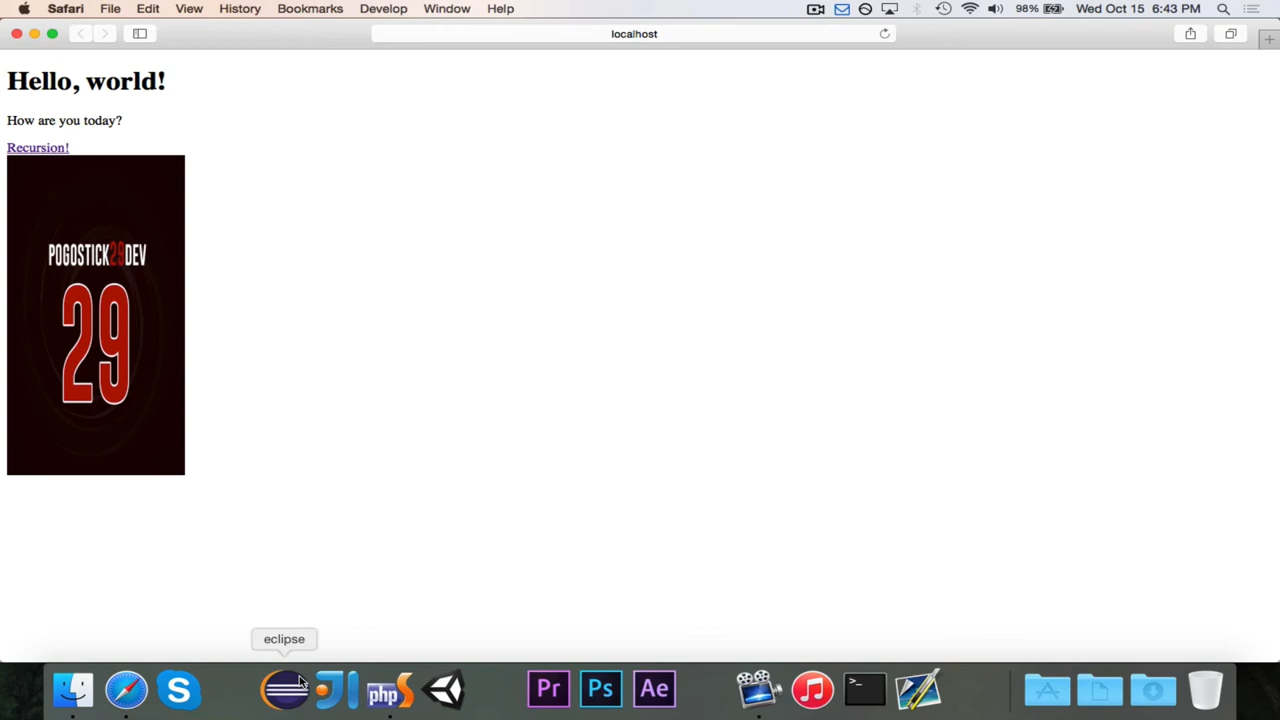 Safari File Edit View History Bookmarks Develop Window Help 98% Wed Oct 15 6:43 PM
localhost
Hello, world!
How are you today?
Recursion!
POGOSTICK29DEV
29
eclipse
php S Pr Ps Ae >_